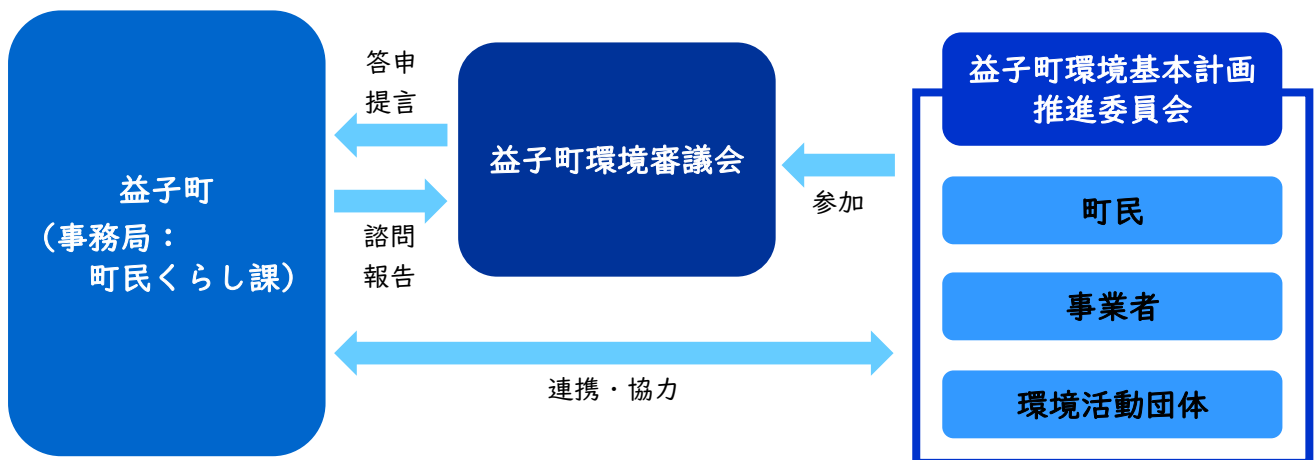 益子町
（事務局：
町民くらし課）
答申
提言
諮問
報告
益子町環境審議会
参加
連携・協力
益子町環境基本計画
推進委員会
町民
事業者
環境活動団体